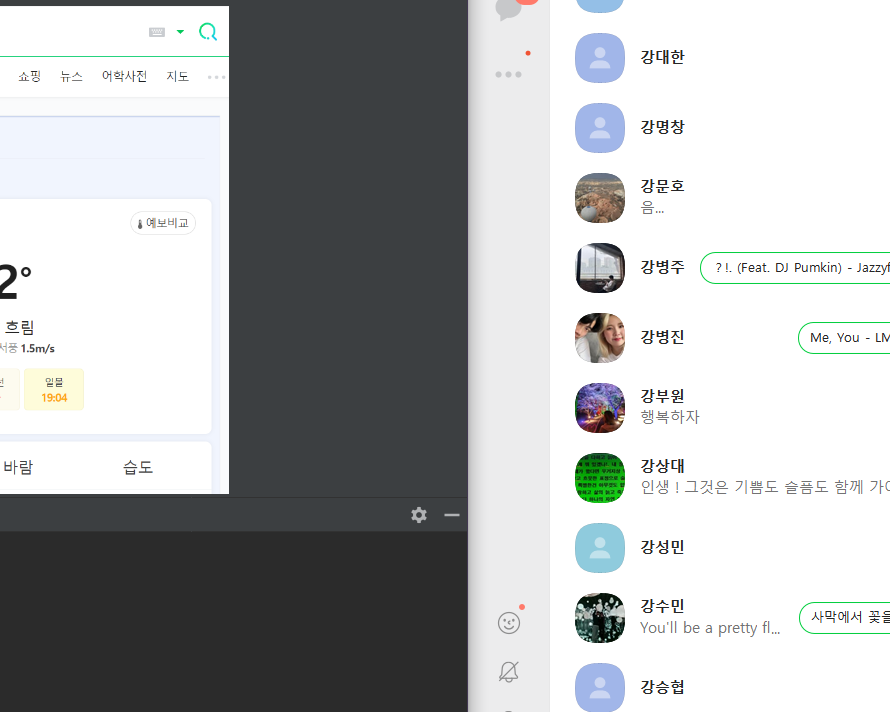 쇼핑 뉴스 어학사전 지도
예보비교
2°
흐림
서풍 1.5m/s
일몰
19:04
바람 습도
강대한
강명창
강문호
음...
강병주
?!. (Feat. DJ Pumkin) - Jazzyf
강병진
Me, You - LM
강부원
행복하자
강상대
인생 ! 그것은 기쁨도 슬픔도 함께 가
강성민
강수민
You'll be a pretty fl...
사막에서 꽃을
강승협